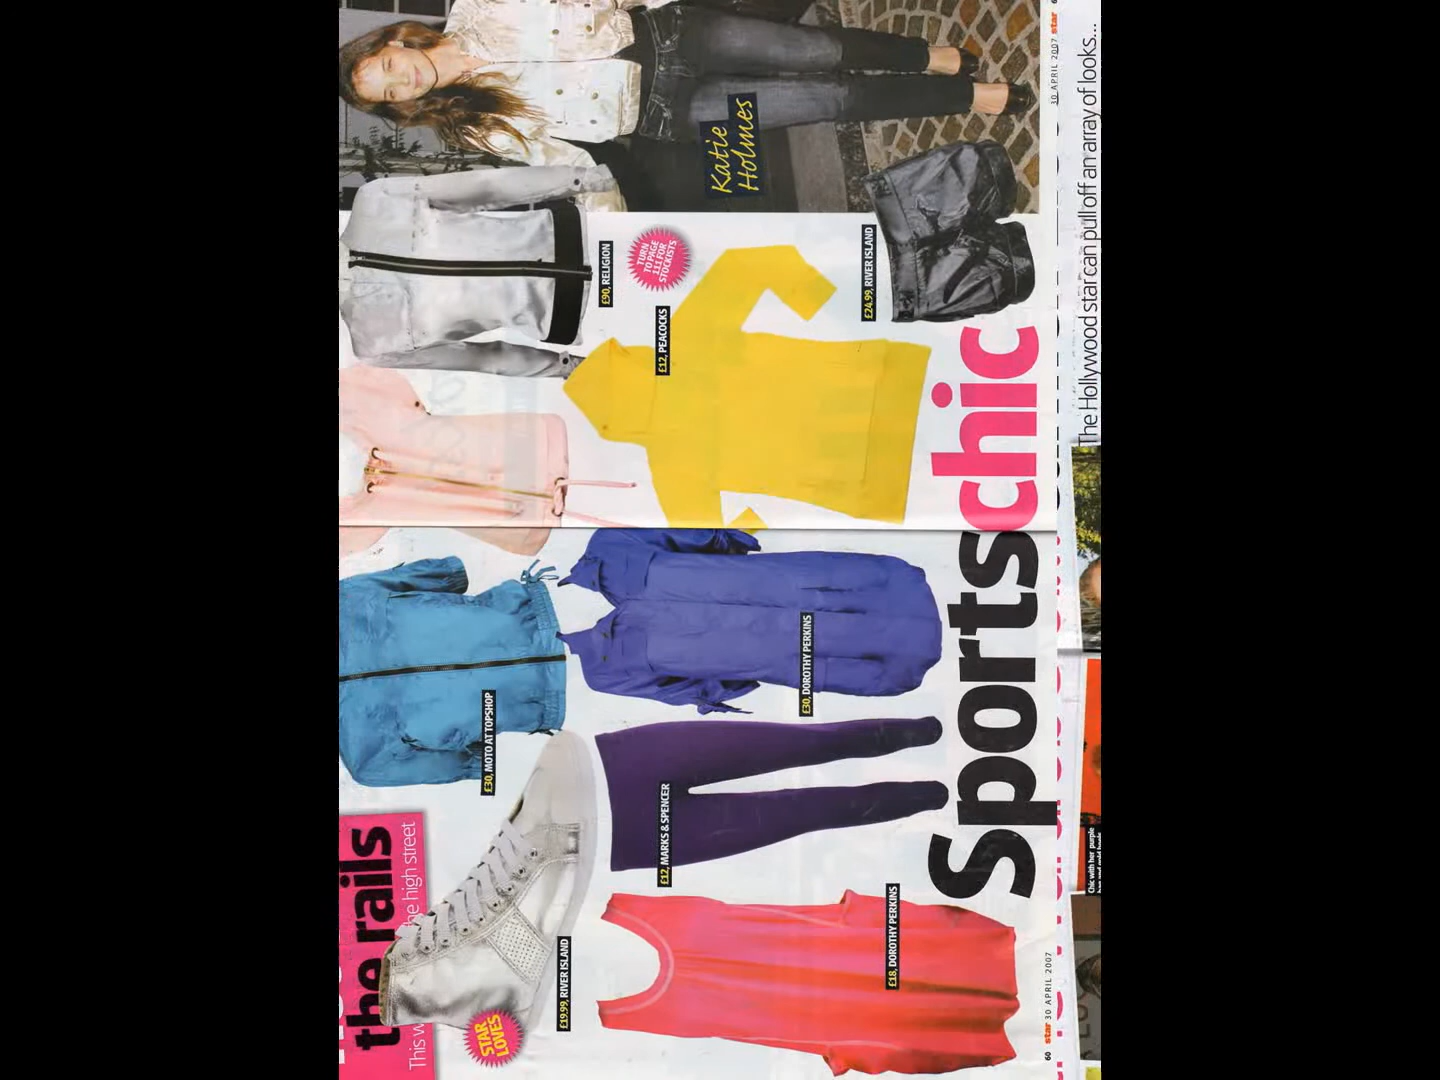 the rails
This w
he high street
STAR
LOVES
£19.99, RIVER ISLAND
£30, MOTO AT TOPSHOP
£12, MARKS & SPENCER
£18, DOROTHY PERKINS
£30, DOROTHY PERKINS
£90, RELIGION
TURN
TO PAGE
111 FOR
STOCKISTS
£12, PEACOCKS
£24.99, RIVER ISLAND
Katie
Holmes
Sportschic
60 star 30 APRIL 2007
30 APRIL 2007 star
The Hollywood star can pull off an array of looks...
Chic with her purple